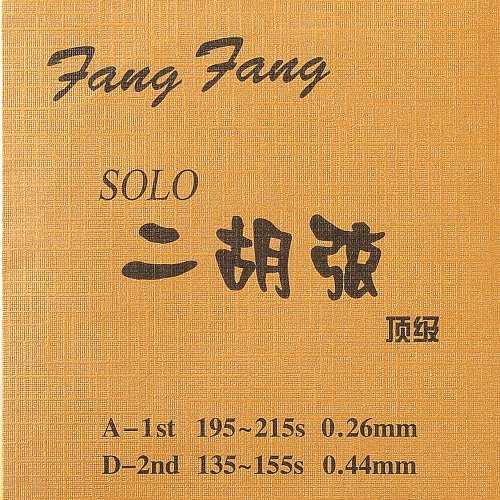 Fang Fang
SOLO
二胡弦
顶级
A-1st 195~215s 0.26mm
D-2nd 135~155s 0.44mm